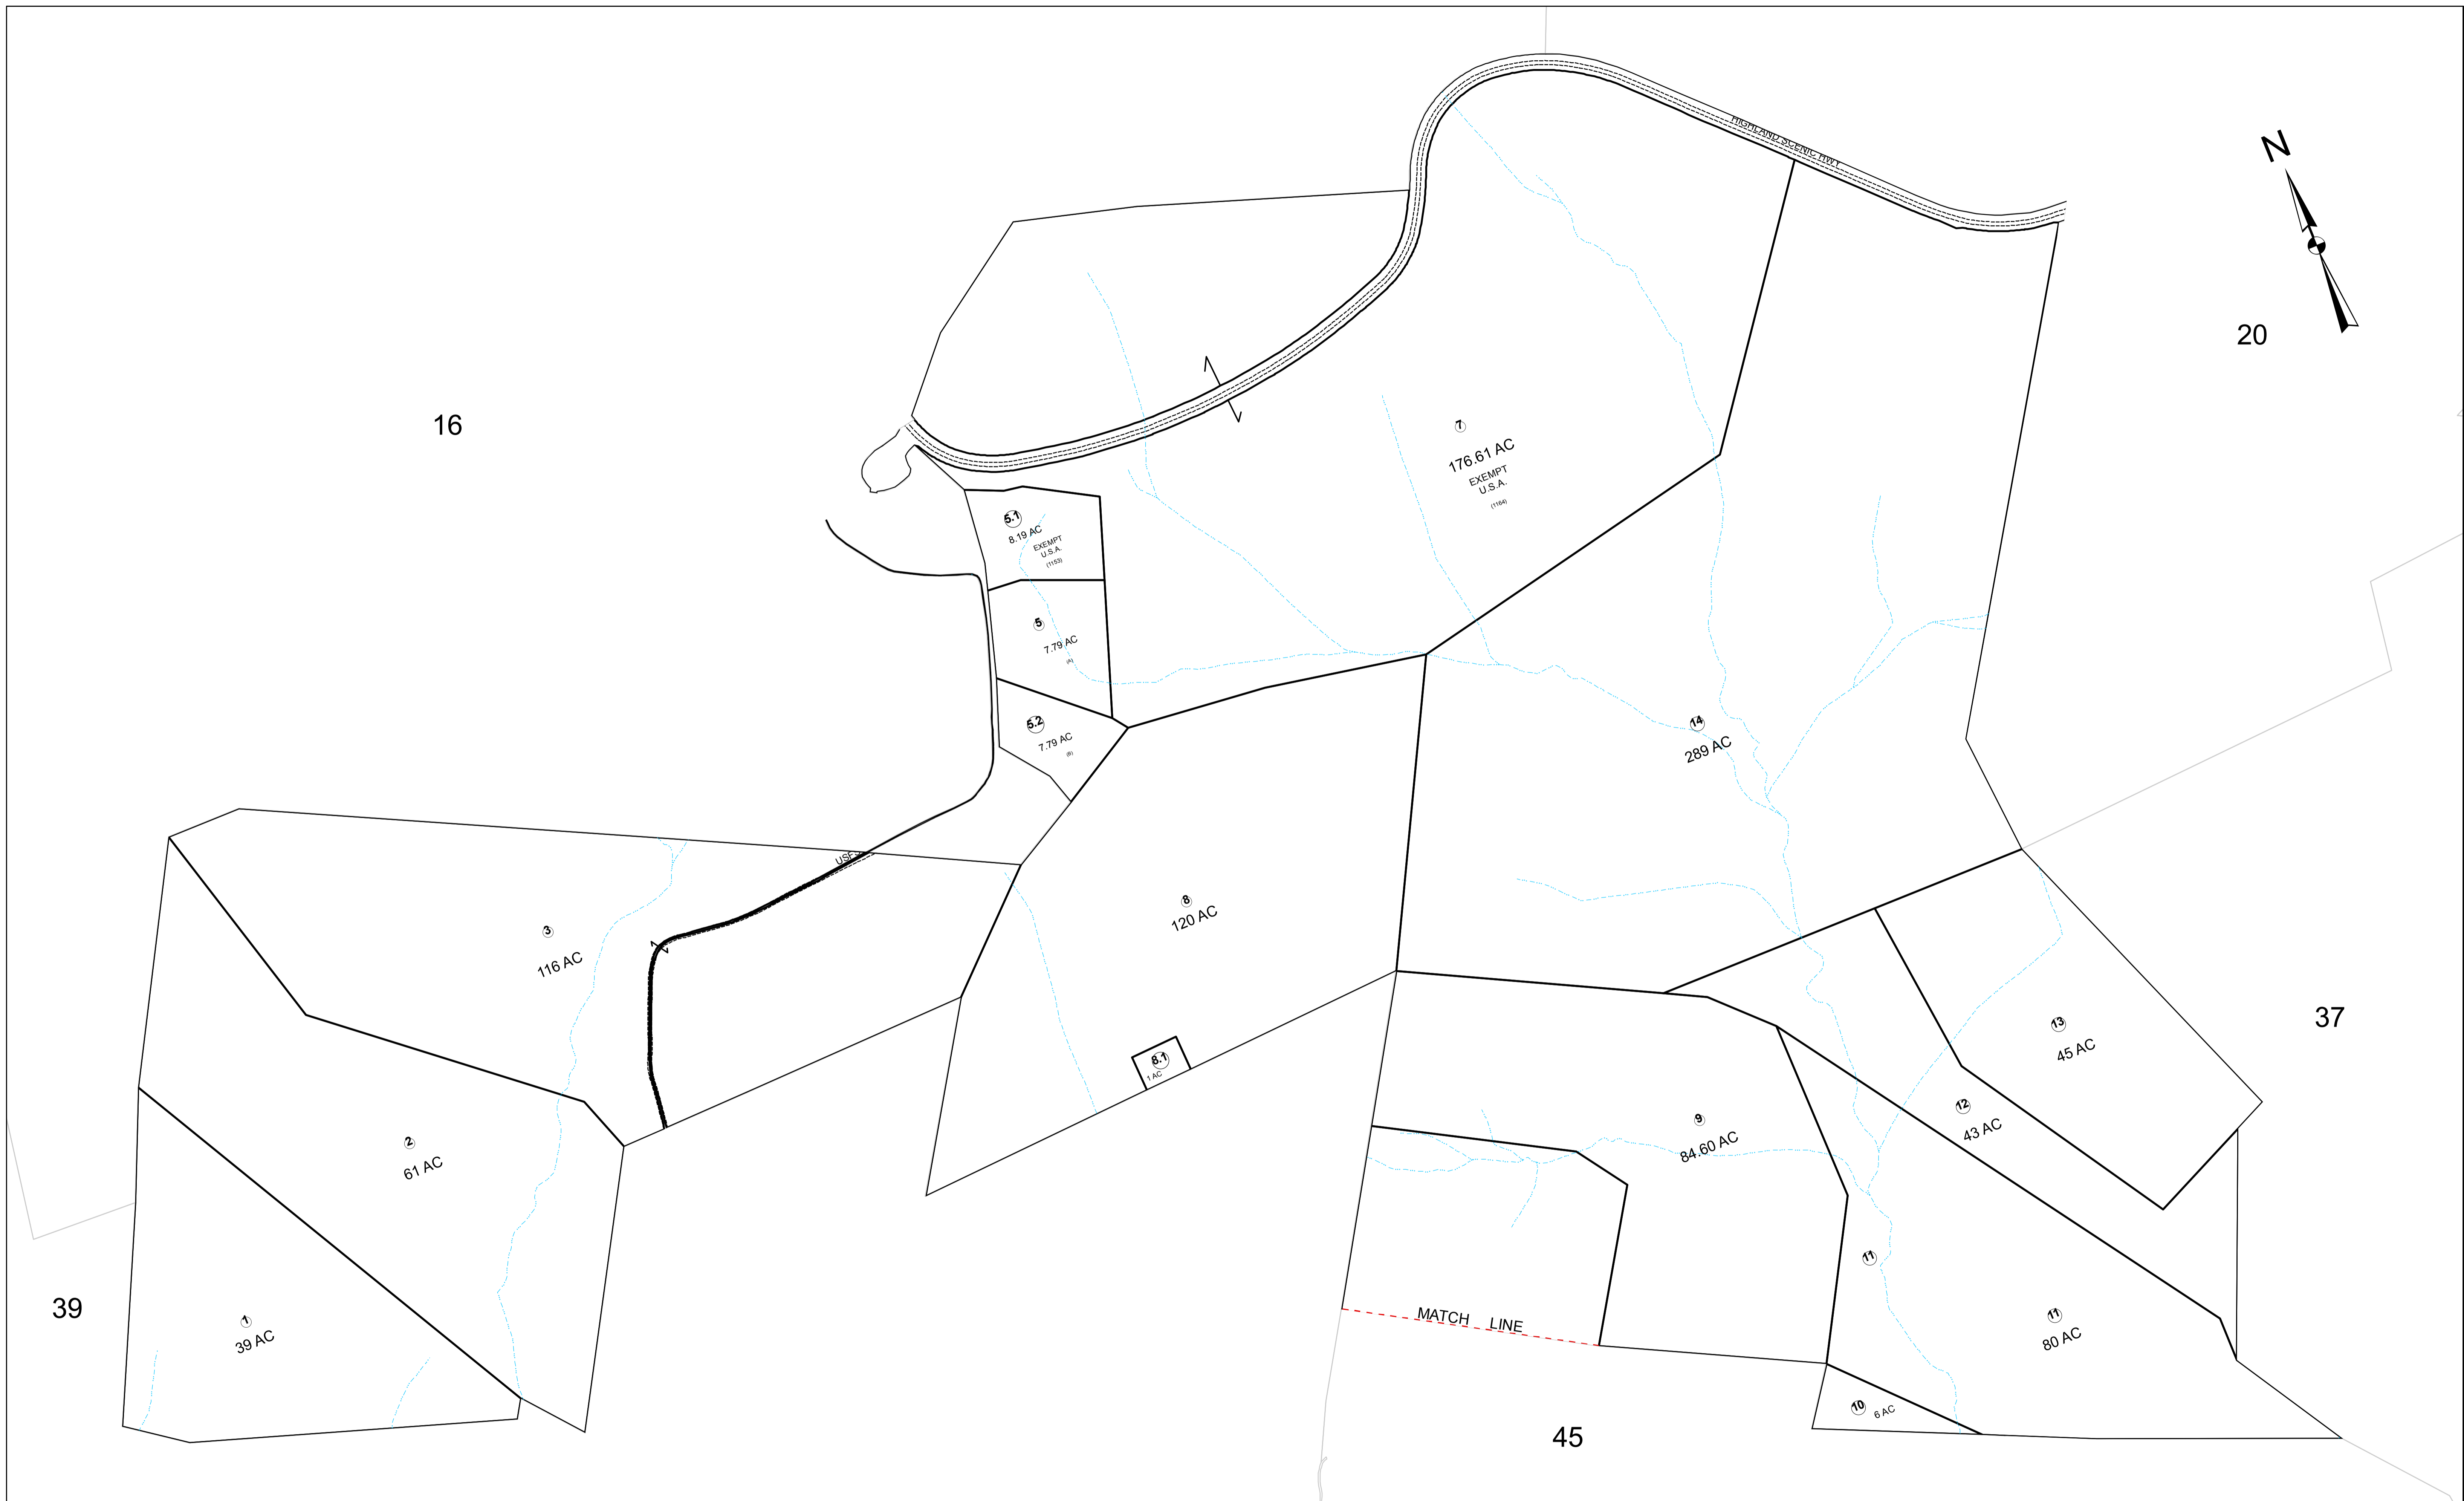 HIGHLAND SCENIC HWY
N
20
16
7
176.61 AC
EXEMPT
U.S.A.
(1184)
5.1
8.19 AC
EXEMPT
U.S.A.
(1183)
5
7.79 AC
(A)
5.2
7.79 AC
(B)
14
289 AC
8
120 AC
3
116 AC
13
45 AC
37
8.1
1 AC
12
43 AC
9
84.60 AC
2
61 AC
11
39
1
39 AC
MATCH LINE
11
80 AC
10
6 AC
45